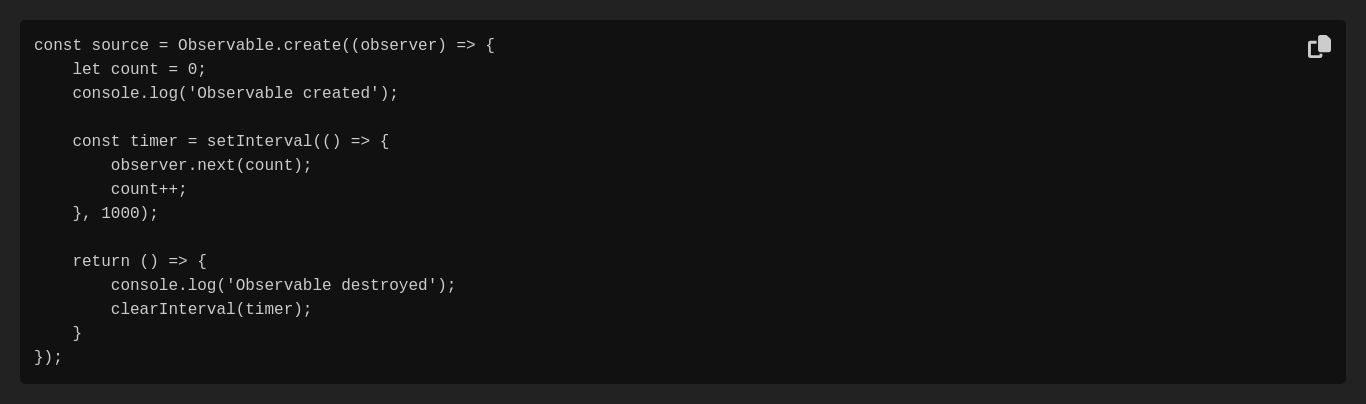 const source = Observable.create((observer) => {
    let count = 0;
    console.log('Observable created');

    const timer = setInterval(() => {
        observer.next(count);
        count++;
    }, 1000);

    return () => {
        console.log('Observable destroyed');
        clearInterval(timer);
    }
});